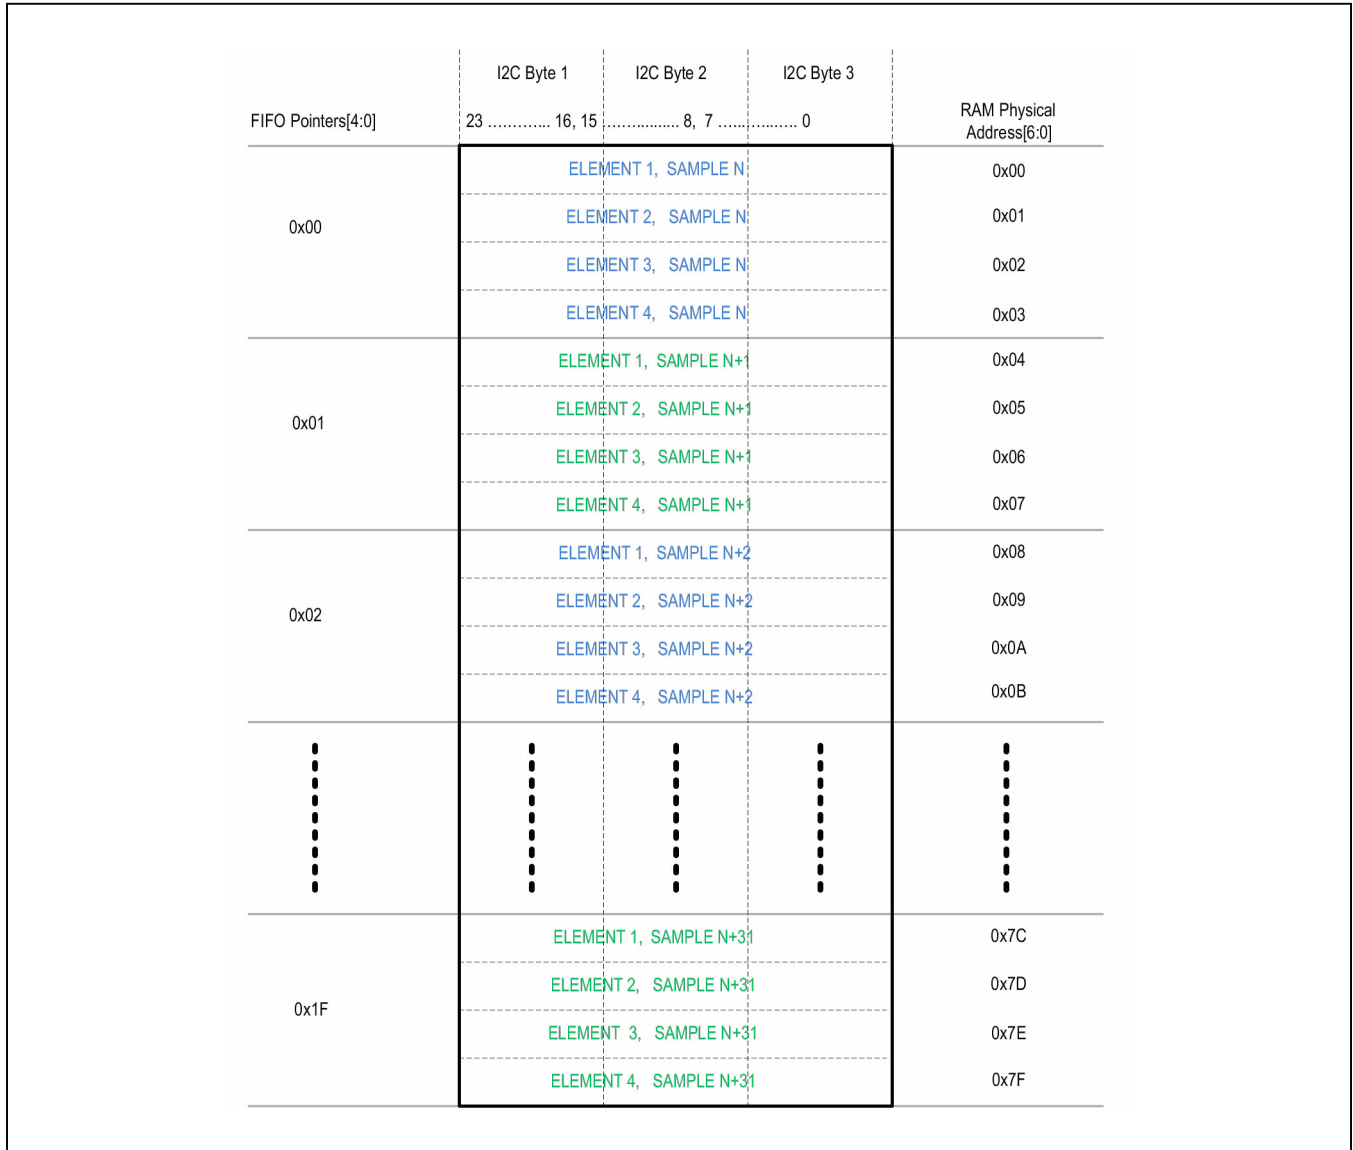 I2C Byte 1 I2C Byte 2 I2C Byte 3
FIFO Pointers[4:0] 23 ………... 16, 15 ………......... 8, 7 …..………….. 0 RAM Physical
Address[6:0]
ELEMENT 1, SAMPLE N 0x00
ELEMENT 2, SAMPLE N 0x01
0x00
ELEMENT 3, SAMPLE N 0x02
ELEMENT 4, SAMPLE N 0x03
ELEMENT 1, SAMPLE N+1 0x04
ELEMENT 2, SAMPLE N+1 0x05
0x01
ELEMENT 3, SAMPLE N+1 0x06
ELEMENT 4, SAMPLE N+1 0x07
ELEMENT 1, SAMPLE N+2 0x08
ELEMENT 2, SAMPLE N+2 0x09
0x02
ELEMENT 3, SAMPLE N+2 0x0A
ELEMENT 4, SAMPLE N+2 0x0B
ELEMENT 1, SAMPLE N+31 0x7C
ELEMENT 2, SAMPLE N+31 0x7D
0x1F
ELEMENT 3, SAMPLE N+31 0x7E
ELEMENT 4, SAMPLE N+31 0x7F